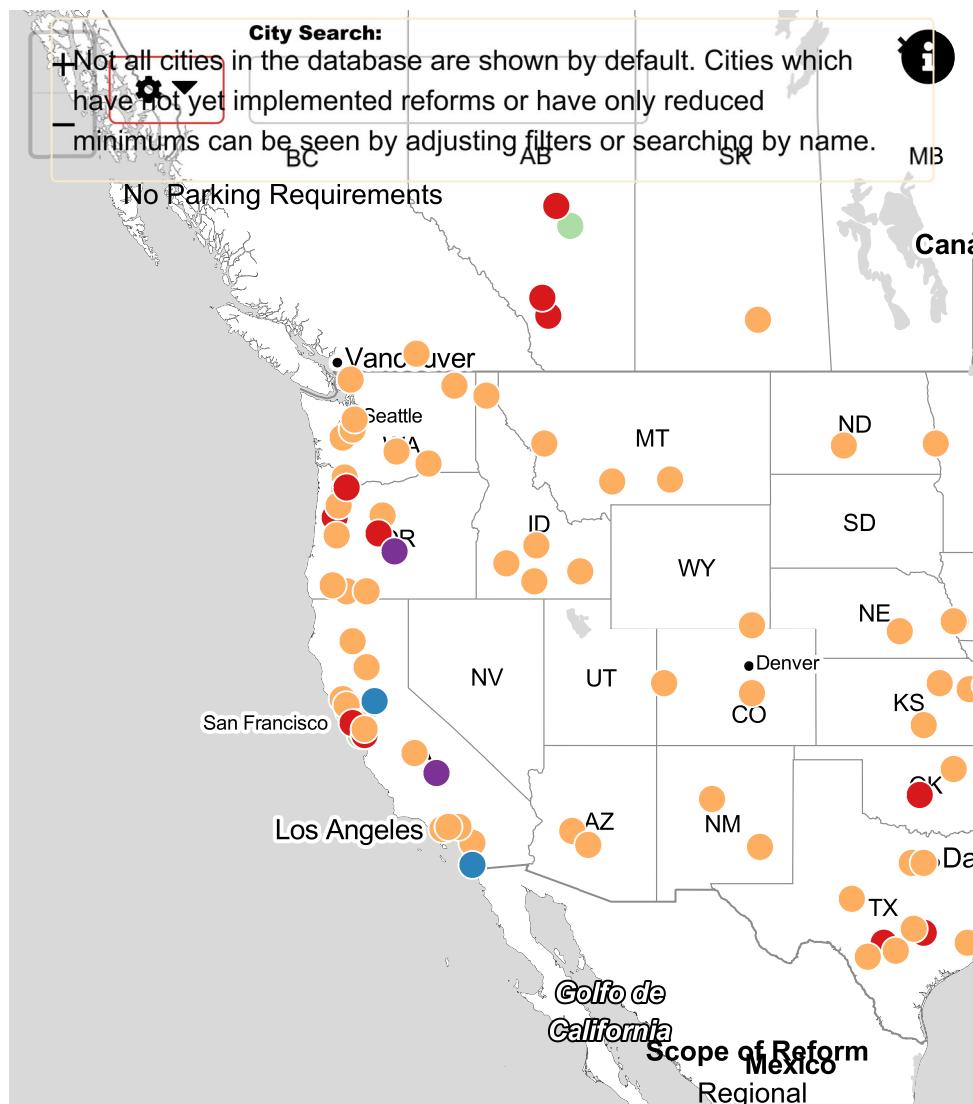 City Search:
Not all cities in the database are shown by default. Cities which
have not yet implemented reforms or have only reduced
minimums can be seen by adjusting filters or searching by name.
+
−
BC
AB
SK
MB
No Parking Requirements
Vancouver
Seattle
WA
MT
ND
OR
ID
SD
WY
NE
Denver
NV
UT
CO
KS
San Francisco
OK
Los Angeles
AZ
NM
TX
Golfo de
California
Scope of Reform
Mexico
Regional